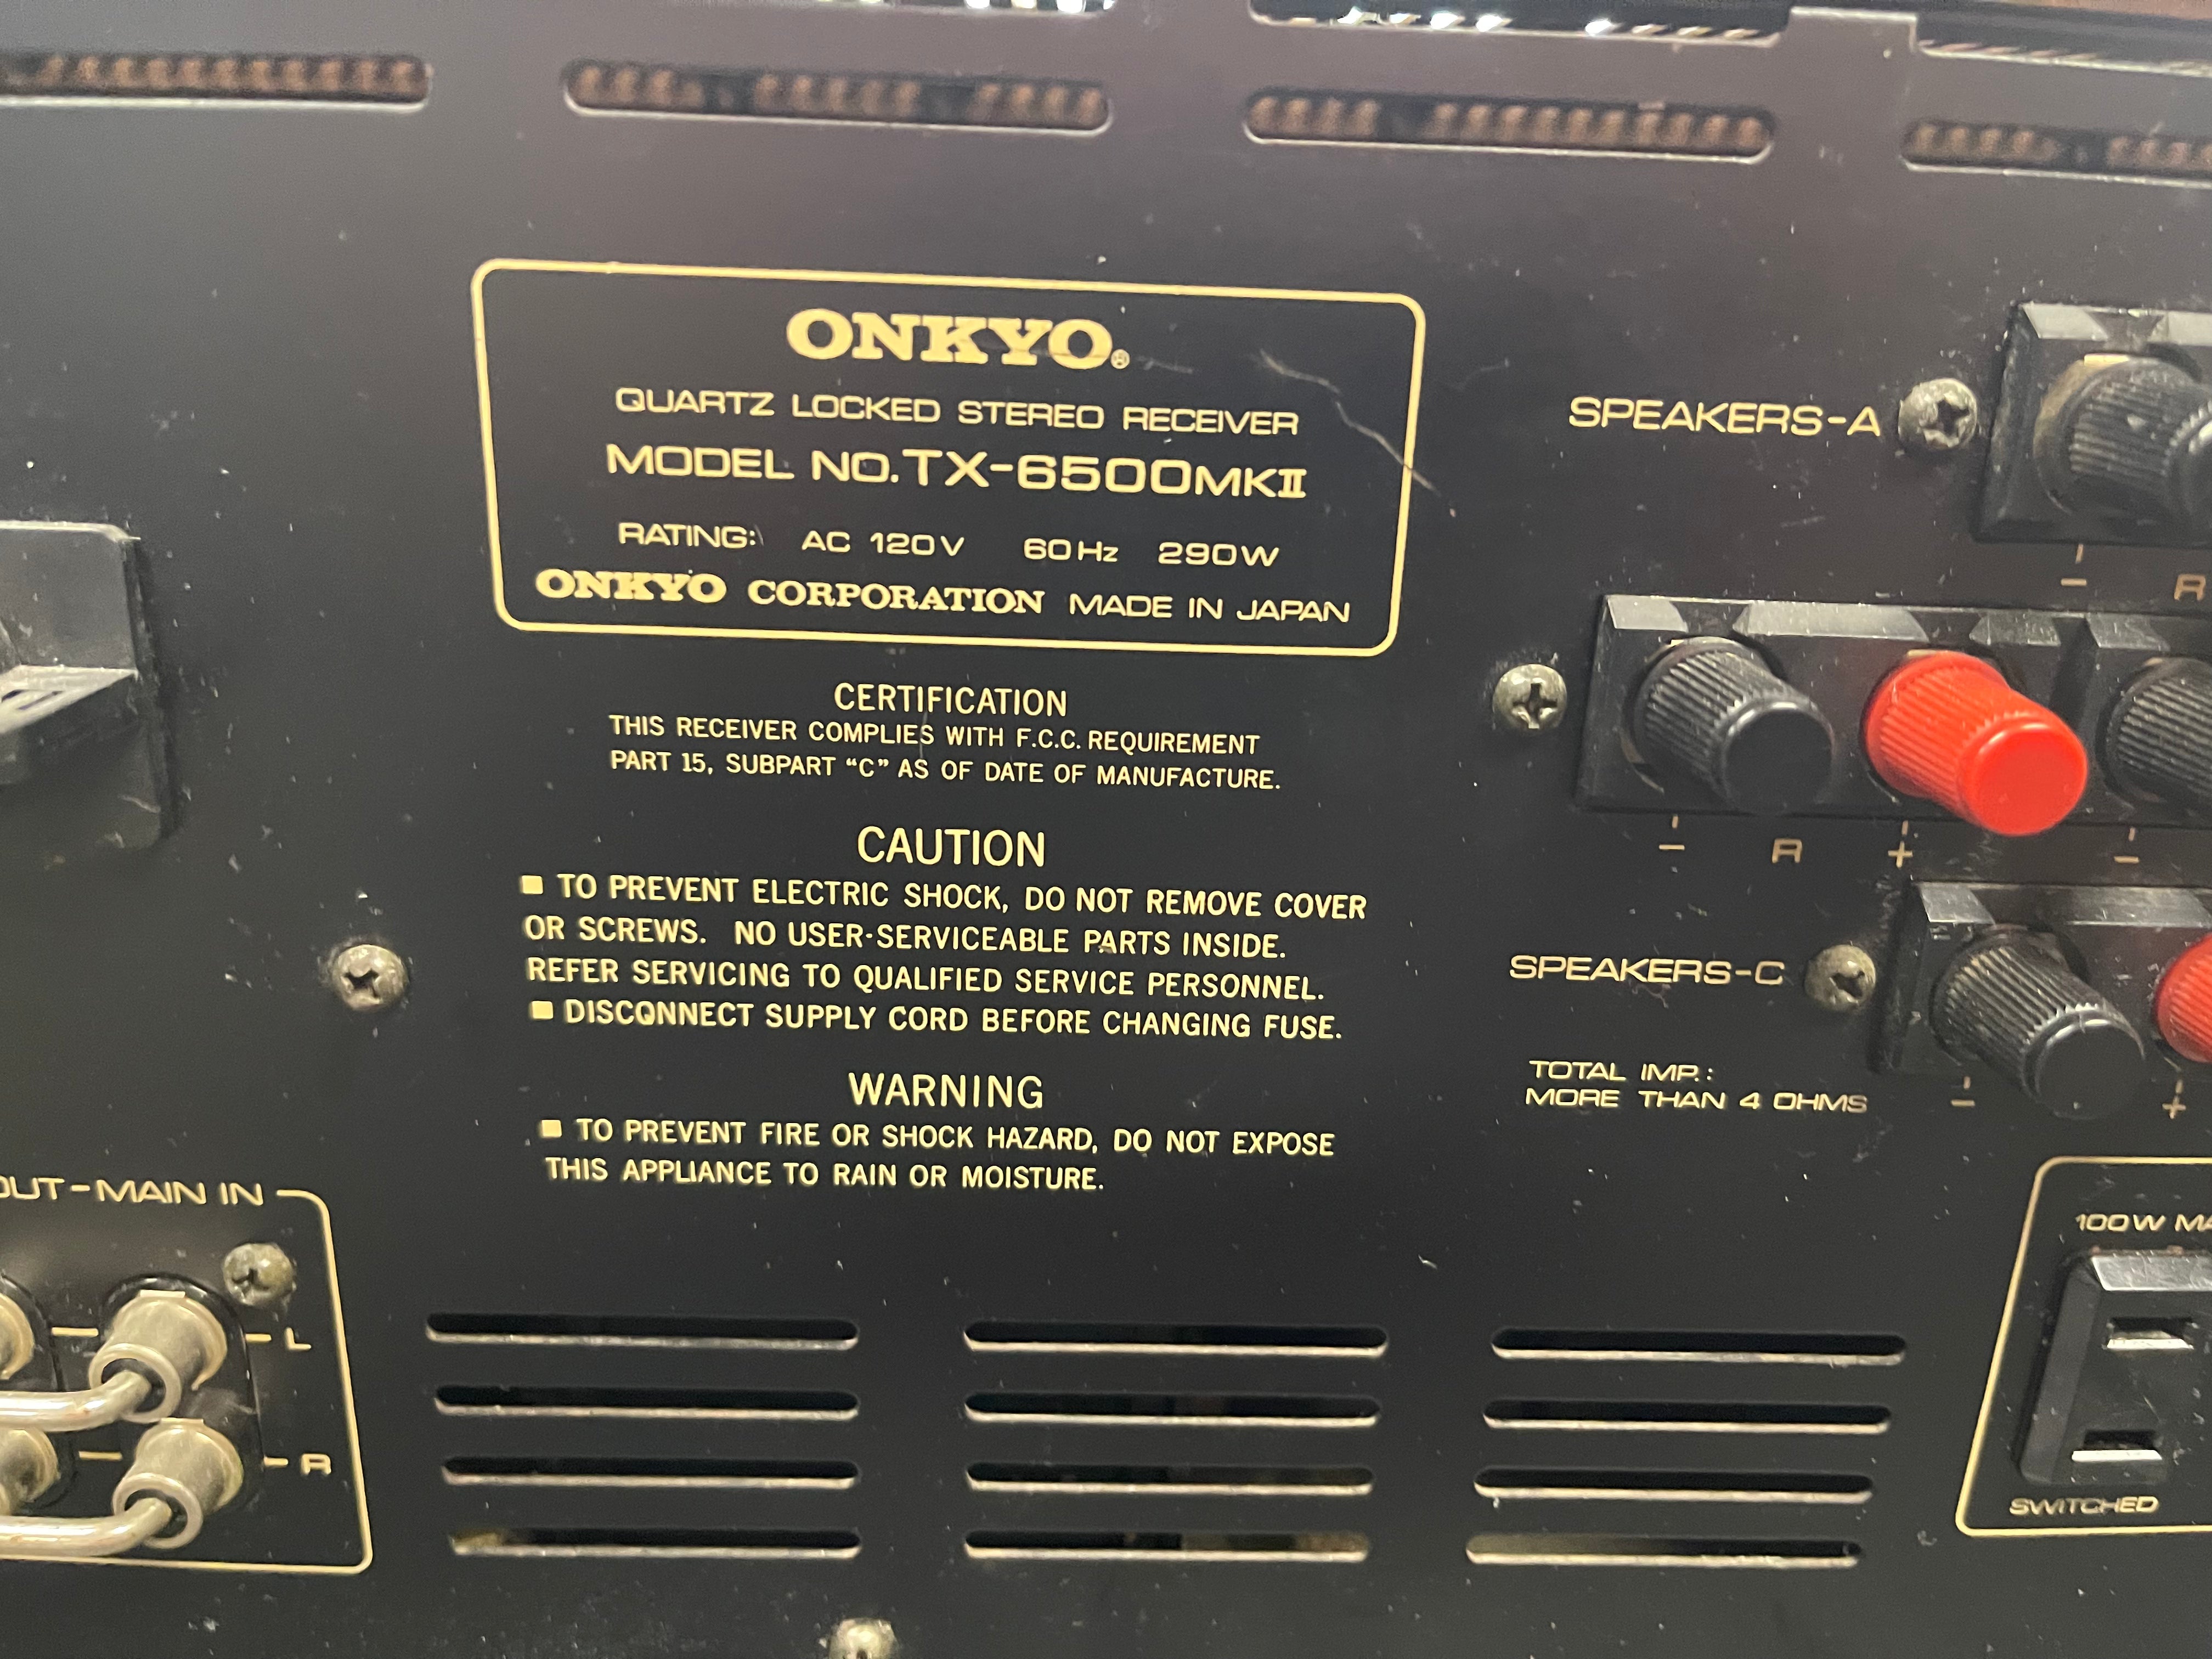 ONKYO®
QUARTZ LOCKED STEREO RECEIVER
MODEL NO. TX-6500MKII
RATING: AC 120V 60Hz 290W
ONKYO CORPORATION MADE IN JAPAN
CERTIFICATION
THIS RECEIVER COMPLIES WITH F.C.C. REQUIREMENT
PART 15, SUBPART “C” AS OF DATE OF MANUFACTURE.
CAUTION
■ TO PREVENT ELECTRIC SHOCK, DO NOT REMOVE COVER
OR SCREWS. NO USER-SERVICEABLE PARTS INSIDE.
REFER SERVICING TO QUALIFIED SERVICE PERSONNEL.
■ DISCONNECT SUPPLY CORD BEFORE CHANGING FUSE.
WARNING
■ TO PREVENT FIRE OR SHOCK HAZARD, DO NOT EXPOSE
THIS APPLIANCE TO RAIN OR MOISTURE.
SPEAKERS-A
− R
− R + −
SPEAKERS-C
− +
TOTAL IMP.:
MORE THAN 4 OHMS
OUT-MAIN IN
L
R
100W
SWITCHED